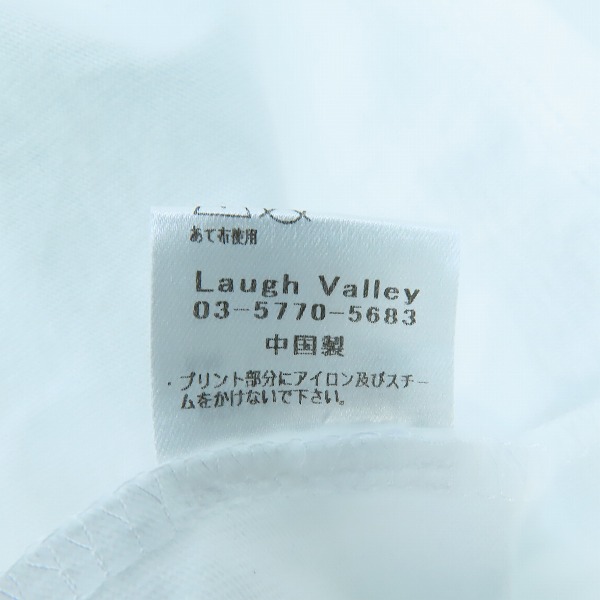 あて布使用
Laugh Valley
03-5770-5683
中国製
・プリント部分にアイロン及びスチー
ムをかけないで下さい。